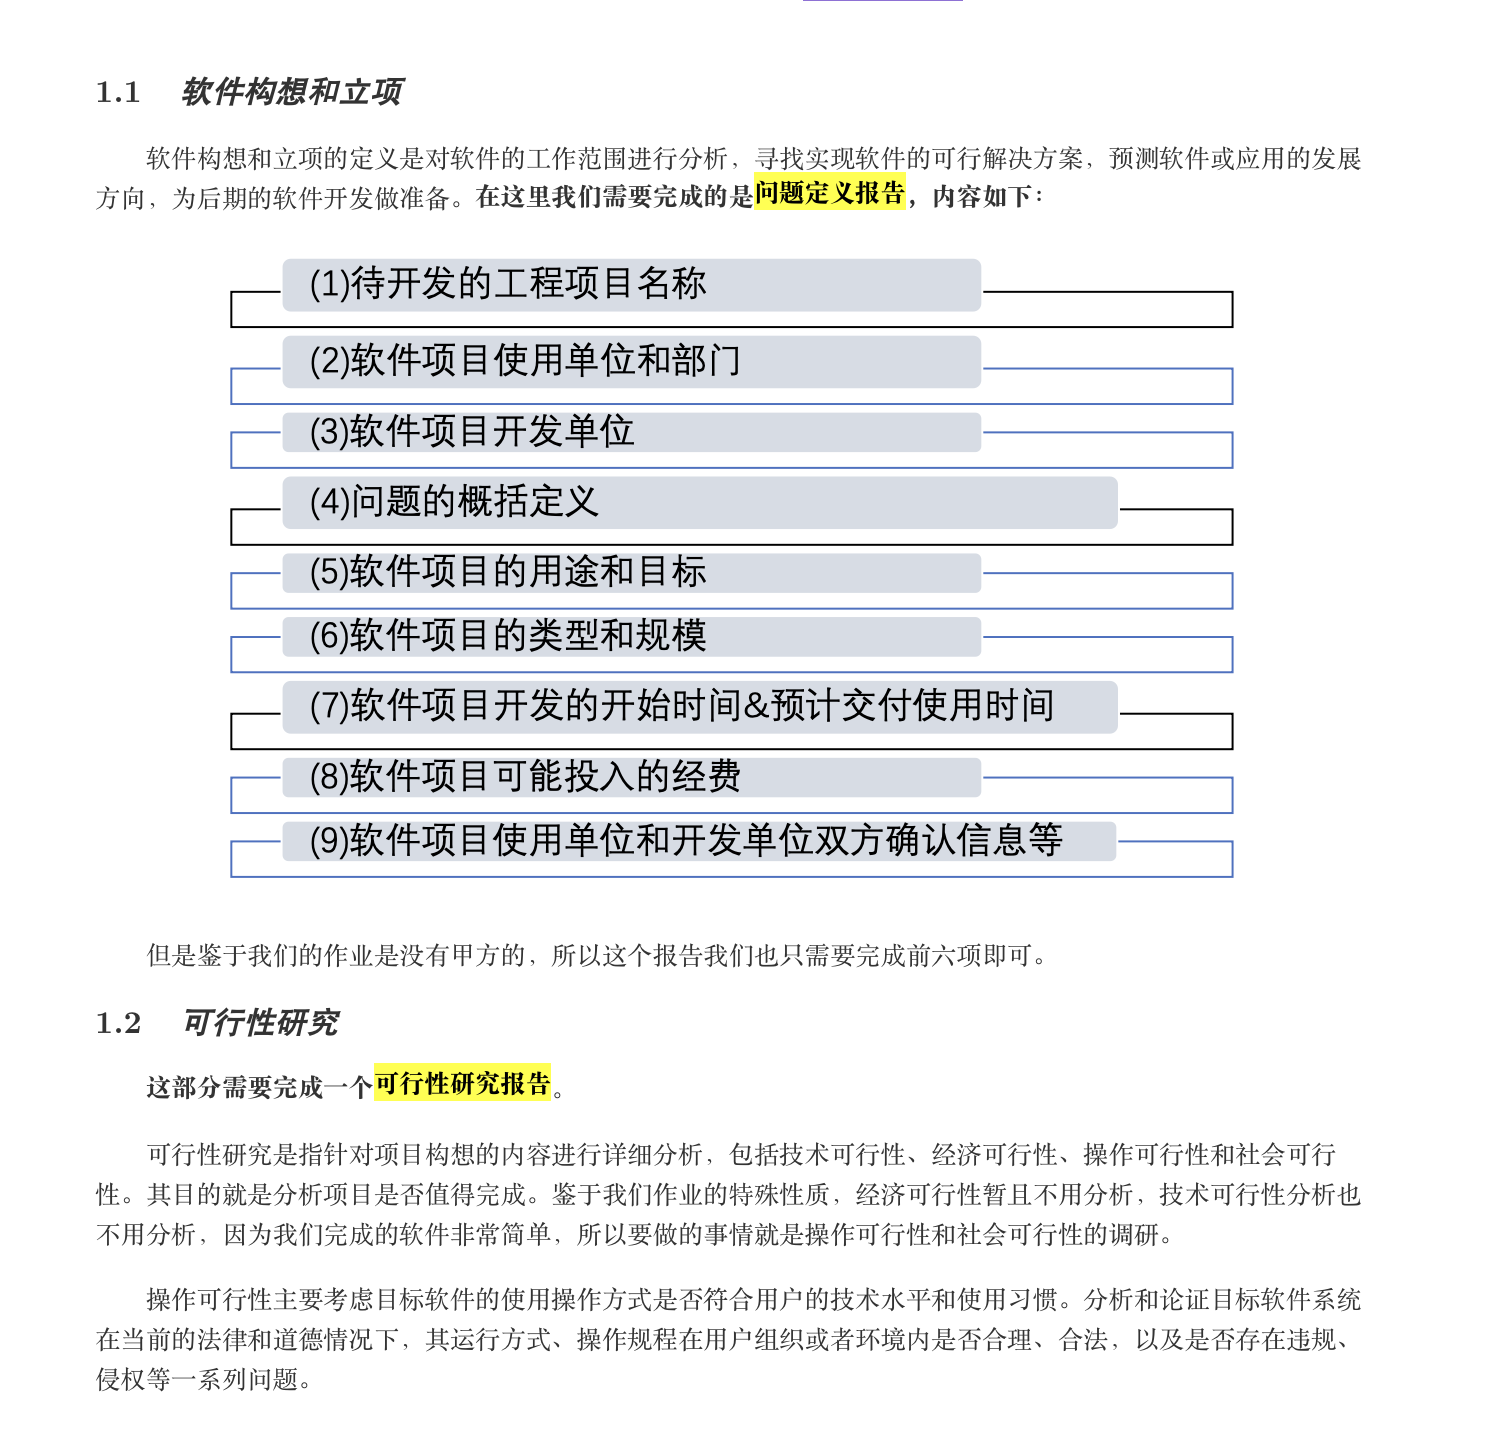 1.1 软件构想和立项
软件构想和立项的定义是对软件的工作范围进行分析，寻找实现软件的可行解决方案，预测软件或应用的发展
方向，为后期的软件开发做准备。在这里我们需要完成的是问题定义报告，内容如下：
(1)待开发的工程项目名称
(2)软件项目使用单位和部门
(3)软件项目开发单位
(4)问题的概括定义
(5)软件项目的用途和目标
(6)软件项目的类型和规模
(7)软件项目开发的开始时间&预计交付使用时间
(8)软件项目可能投入的经费
(9)软件项目使用单位和开发单位双方确认信息等
但是鉴于我们的作业是没有甲方的，所以这个报告我们也只需要完成前六项即可。
1.2 可行性研究
这部分需要完成一个可行性研究报告。
可行性研究是指针对项目构想的内容进行详细分析，包括技术可行性、经济可行性、操作可行性和社会可行
性。其目的就是分析项目是否值得完成。鉴于我们作业的特殊性质，经济可行性暂且不用分析，技术可行性分析也
不用分析，因为我们完成的软件非常简单，所以要做的事情就是操作可行性和社会可行性的调研。
操作可行性主要考虑目标软件的使用操作方式是否符合用户的技术水平和使用习惯。分析和论证目标软件系统
在当前的法律和道德情况下，其运行方式、操作规程在用户组织或者环境内是否合理、合法，以及是否存在违规、
侵权等一系列问题。